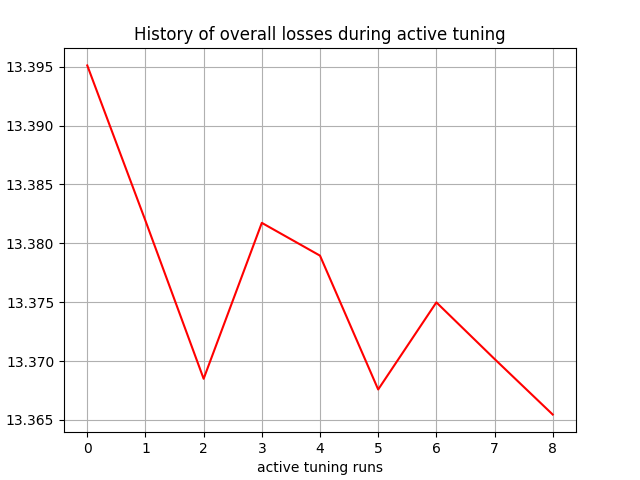 History of overall losses during active tuning
13.395
13.390
13.385
13.380
13.375
13.370
13.365
0 1 2 3 4 5 6 7 8
active tuning runs